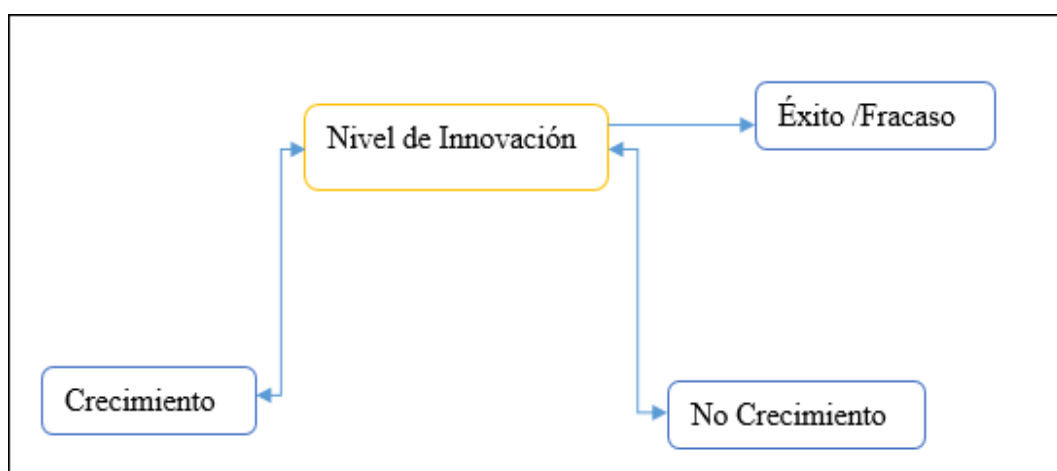 Éxito /Fracaso
Nivel de Innovación
Crecimiento
No Crecimiento